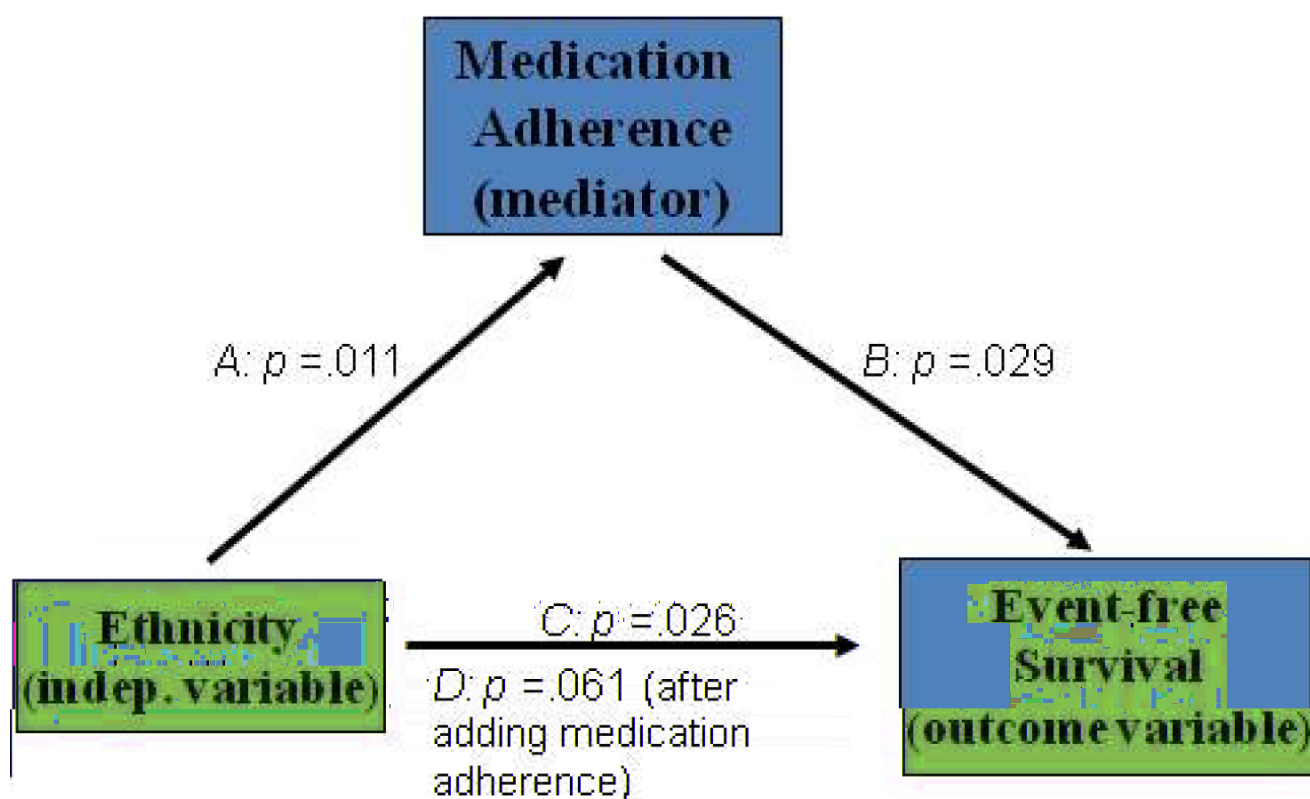 Medication
Adherence
(mediator)
A: p =.011
B: p =.029
Ethnicity
(indep. variable)
C: p =.026
D: p =.061 (after
adding medication
adherence)
Event-free
Survival
(outcome variable)